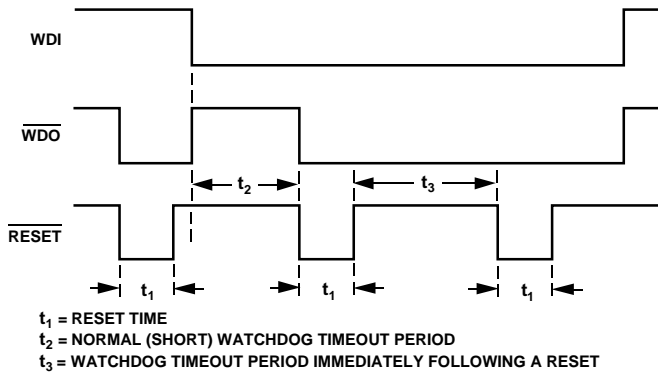 WDI
WDO
t2
t3
RESET
t1
t1
t1
t1 = RESET TIME
t2 = NORMAL (SHORT) WATCHDOG TIMEOUT PERIOD
t3 = WATCHDOG TIMEOUT PERIOD IMMEDIATELY FOLLOWING A RESET